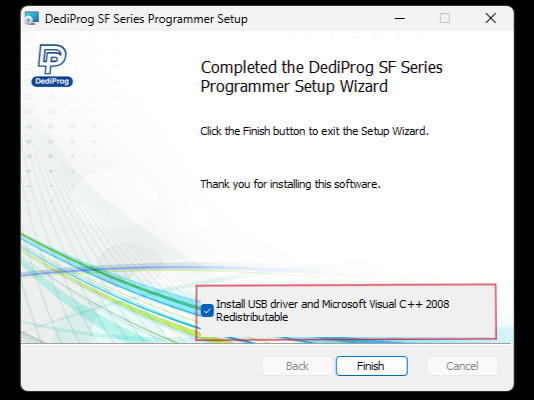 DediProg SF Series Programmer Setup
DP
DediProg
Completed the DediProg SF Series
Programmer Setup Wizard
Click the Finish button to exit the Setup Wizard.
Thank you for installing this software.
Install USB driver and Microsoft Visual C++ 2008
Redistributable
Back
Finish
Cancel